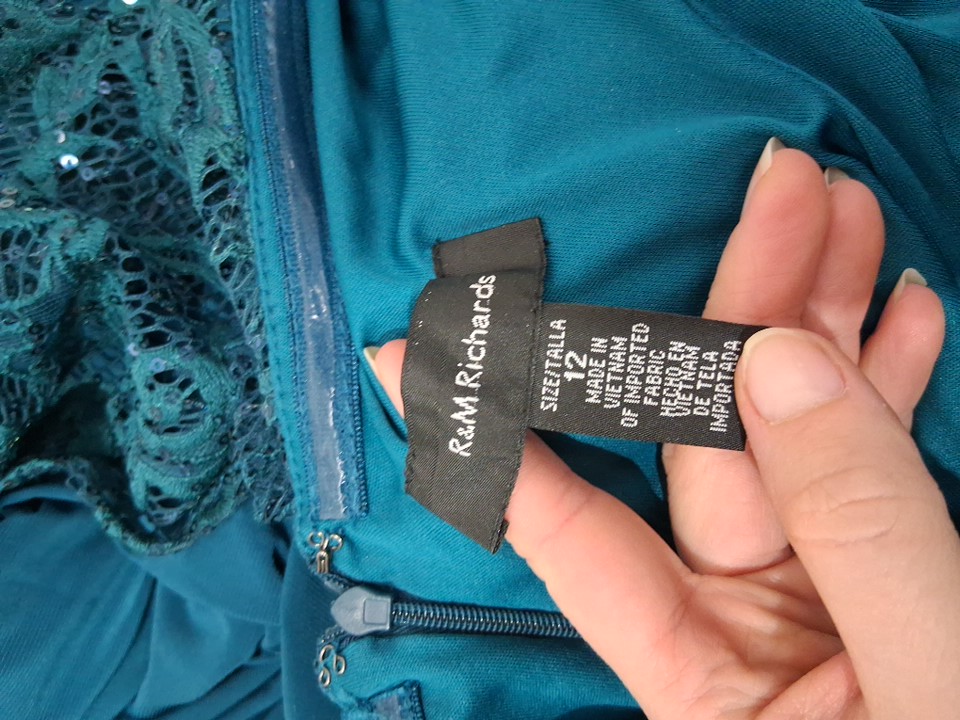 R&M.Richards
SIZE/TALLA
12
MADE IN
VIETNAM
OF IMPORTED
FABRIC
HECHO EN
VIETNAM
DE TELA
IMPORTADA